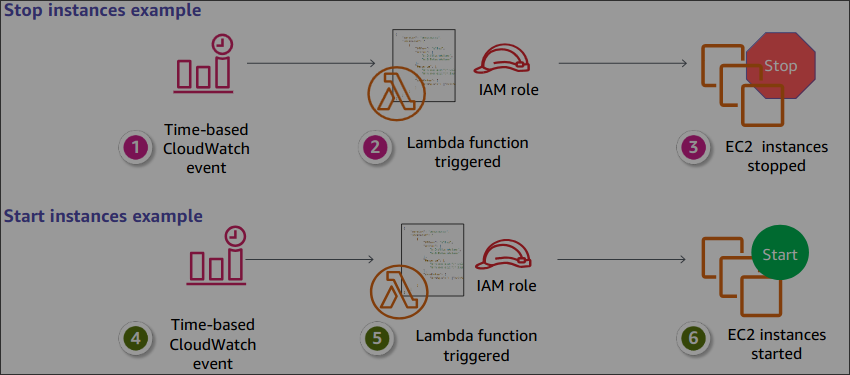 Stop instances example
Stop
IAM role
1
Time-based
CloudWatch
event
2
Lambda function
triggered
3
EC2 instances
stopped
Start instances example
Start
IAM role
4
Time-based
CloudWatch
event
5
Lambda function
triggered
6
EC2 instances
started